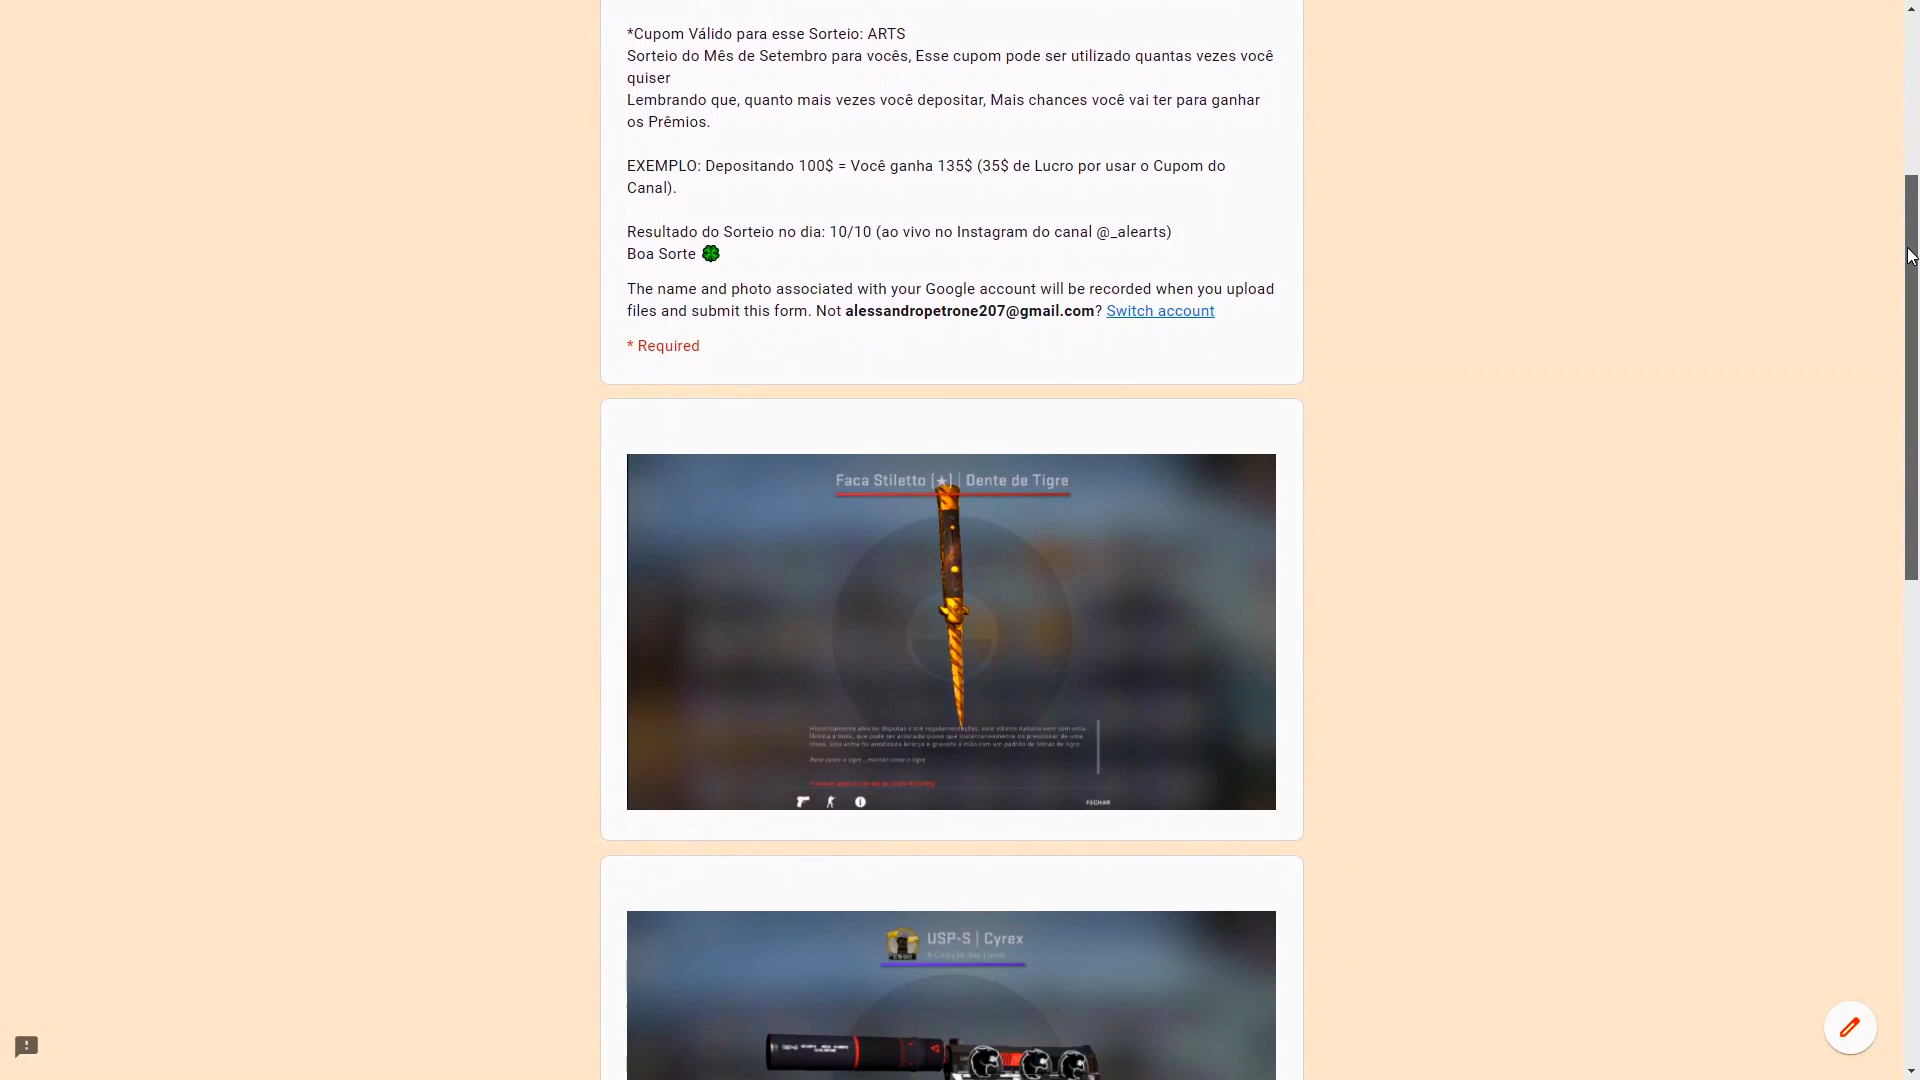 *Cupom Válido para esse Sorteio: ARTS
Sorteio do Mês de Setembro para vocês, Esse cupom pode ser utilizado quantas vezes você
quiser
Lembrando que, quanto mais vezes você depositar, Mais chances você vai ter para ganhar
os Prêmios.
EXEMPLO: Depositando 100$ = Você ganha 135$ (35$ de Lucro por usar o Cupom do
Canal).
Resultado do Sorteio no dia: 10/10 (ao vivo no Instagram do canal @_alearts)
Boa Sorte 🍀
The name and photo associated with your Google account will be recorded when you upload
files and submit this form. Not alessandropetrone207@gmail.com? Switch account
* Required
Faca Stiletto [★] | Dente de Tigre
FECHAR
USP-S | Cyrex
A Coleção das Luvas